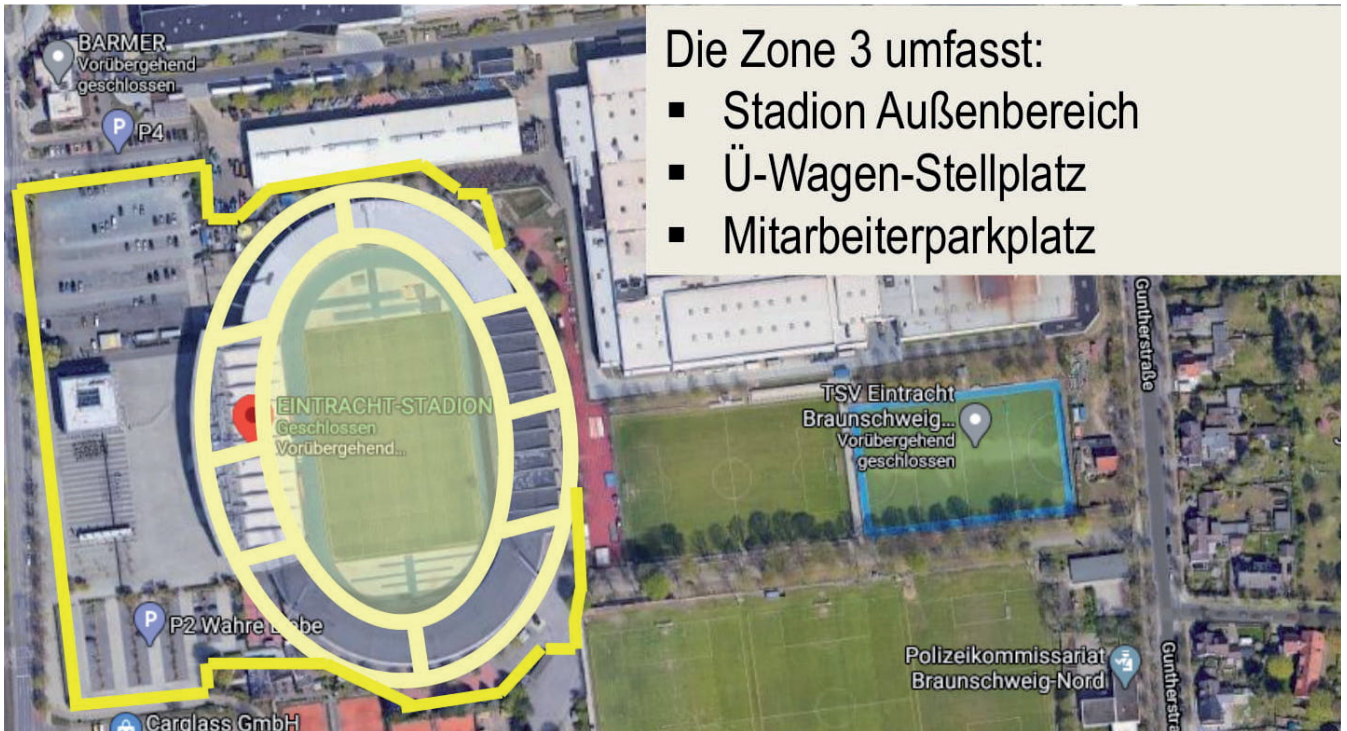 BARMER
Vorübergehend
geschlossen
P
P4
Die Zone 3 umfasst:
▪ Stadion Außenbereich
▪ Ü-Wagen-Stellplatz
▪ Mitarbeiterparkplatz
Guntherstraße
EINTRACHT-STADION
Geschlossen
Vorübergehend...
TSV Eintracht
Braunschweig...
Vorübergehend
geschlossen
P
P2 Wahre Liebe
Polizeikommissariat
Braunschweig-Nord
Guntherstra
Carglass GmbH